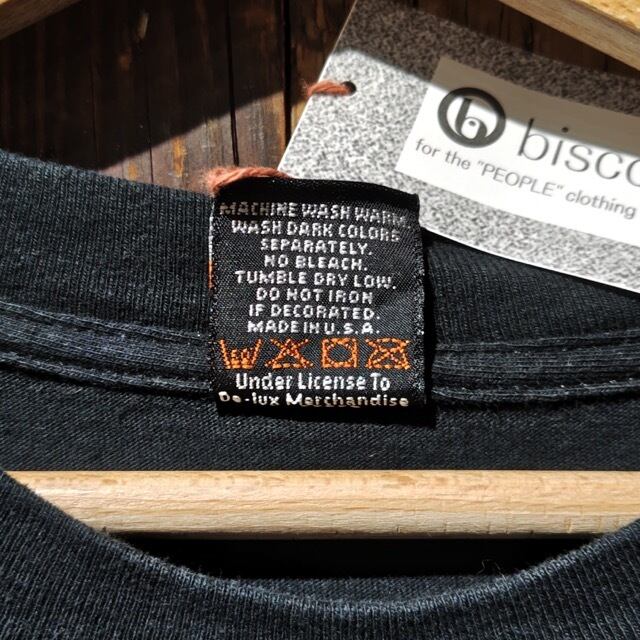 bisco
for the "PEOPLE" clothing
MACHINE WASH WARM
WASH DARK COLORS
SEPARATELY.
NO BLEACH.
TUMBLE DRY LOW.
DO NOT IRON
IF DECORATED.
MADE IN U.S.A.
Under License To
De-lux Merchandise